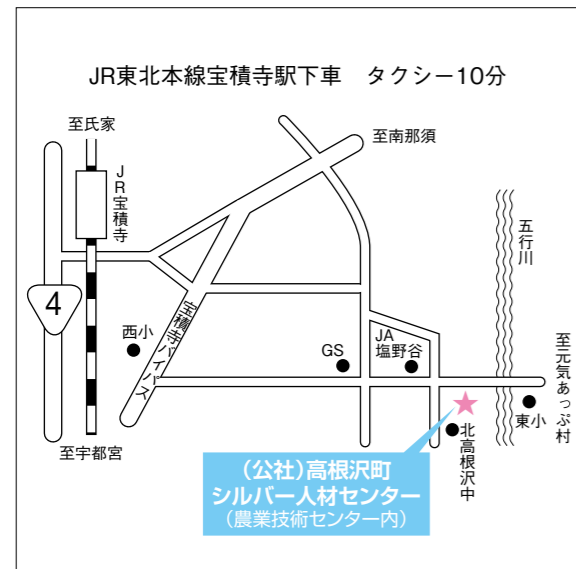 JR東北本線宝積寺駅下車　タクシー10分
至氏家
至南那須
JR宝積寺
五行川
4
宝積寺バイパス
西小
GS
JA
塩野谷
至元気あっぷ村
東小
北高根沢中
至宇都宮
(公社)高根沢町
シルバー人材センター
(農業技術センター内)